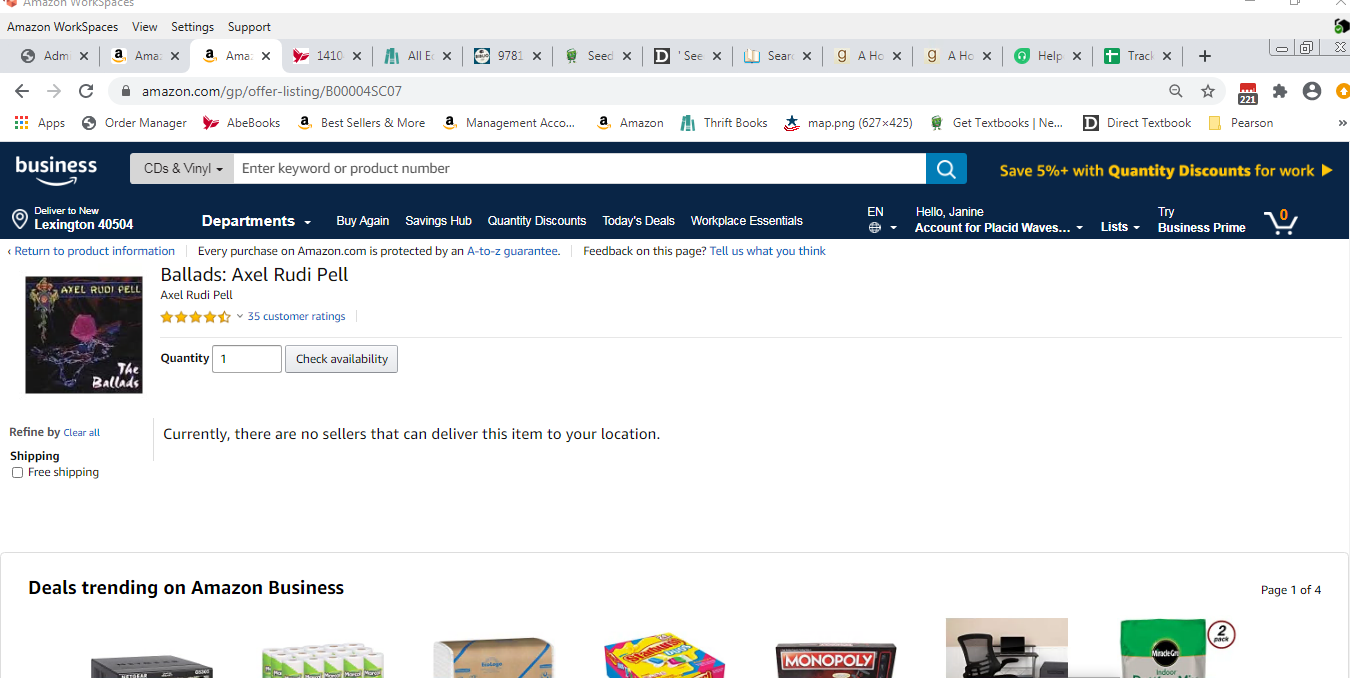 Amazon WorkSpaces
Amazon WorkSpaces View Settings Support
Adm Ama Ama 1410 All E 9781 Seed ' See Sear A Ho A Ho Help Track
amazon.com/gp/offer-listing/B00004SC07
221
Apps Order Manager AbeBooks Best Sellers & More Management Acco... Amazon Thrift Books map.png (627×425) Get Textbooks | Ne... Direct Textbook Pearson »
business CDs & Vinyl Enter keyword or product number Save 5%+ with Quantity Discounts for work
Deliver to New
Lexington 40504
Departments Buy Again Savings Hub Quantity Discounts Today's Deals Workplace Essentials
EN Hello, Janine Try 0
Account for Placid Waves... Lists Business Prime
‹ Return to product information Every purchase on Amazon.com is protected by an A-to-z guarantee. Feedback on this page? Tell us what you think
AXEL RUDI PELL
The
Ballads
Ballads: Axel Rudi Pell
Axel Rudi Pell
35 customer ratings
Quantity 1 Check availability
Refine by Clear all
Shipping
Free shipping
Currently, there are no sellers that can deliver this item to your location.
Deals trending on Amazon Business Page 1 of 4
NETGEAR
Marcal
Starburst
MONOPOLY
Miracle-Gro
Indoor
2
pack